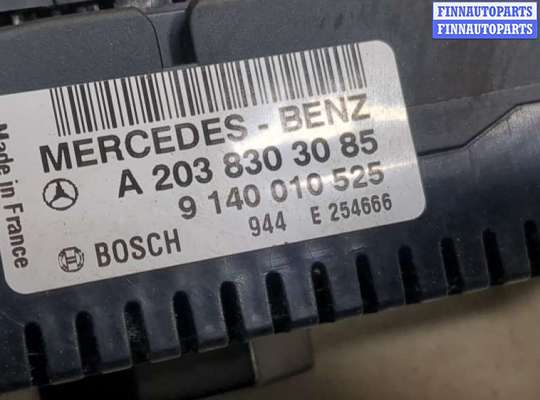 FINNAUTOPARTS
FINNAUTOPARTS
Made in France
MERCEDES - BENZ
A 203 830 30 85
9 140 010 525
BOSCH 944 E 254666